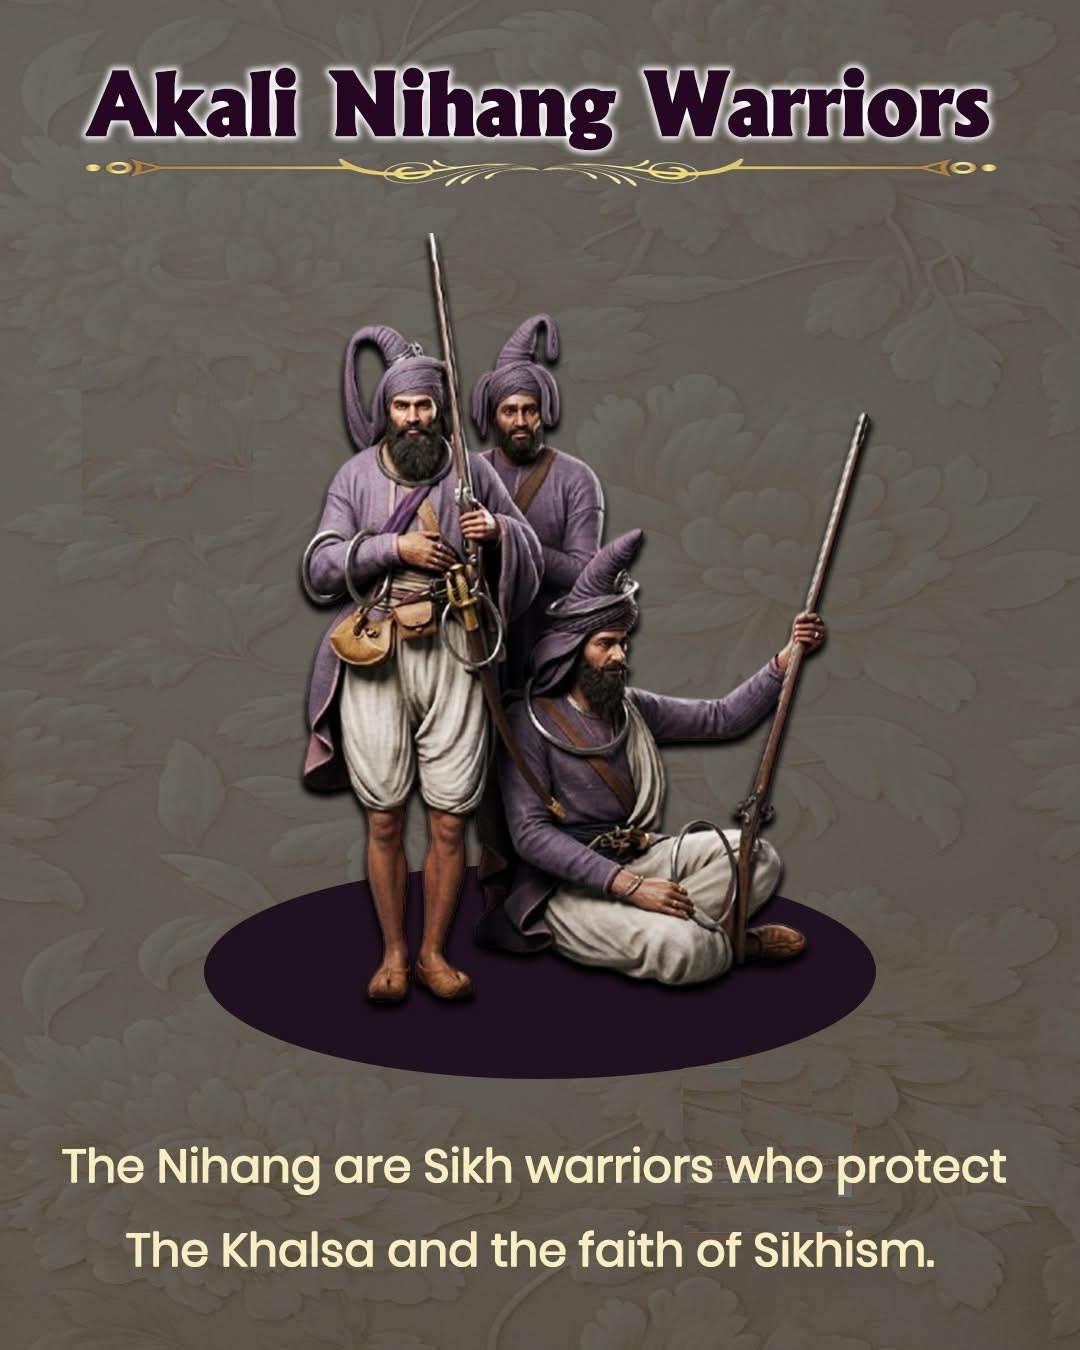 Akali Nihang Warriors
The Nihang are Sikh warriors who protect
The Khalsa and the faith of Sikhism.